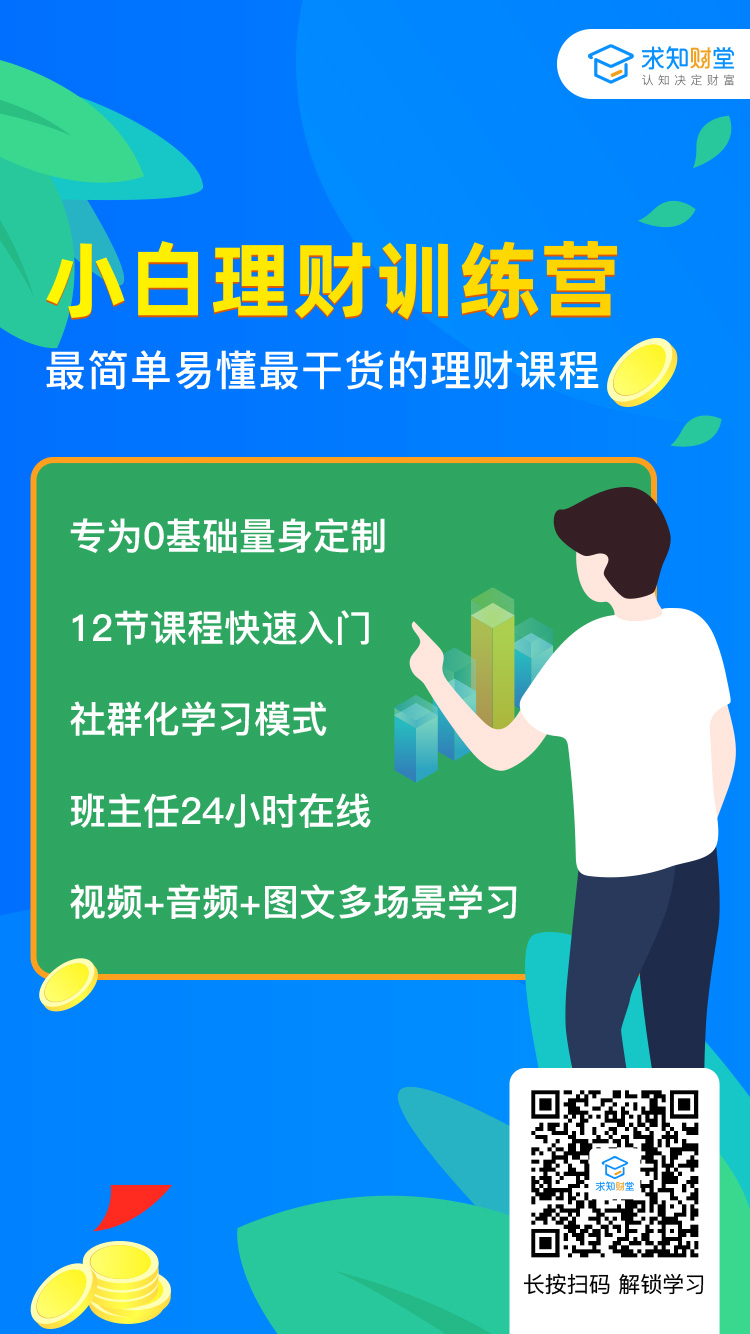 求知财堂
认知决定财富
小白理财训练营
最简单易懂最干货的理财课程
专为0基础量身定制
12节课程快速入门
社群化学习模式
班主任24小时在线
视频+音频+图文多场景学习
求知财堂
长按扫码 解锁学习